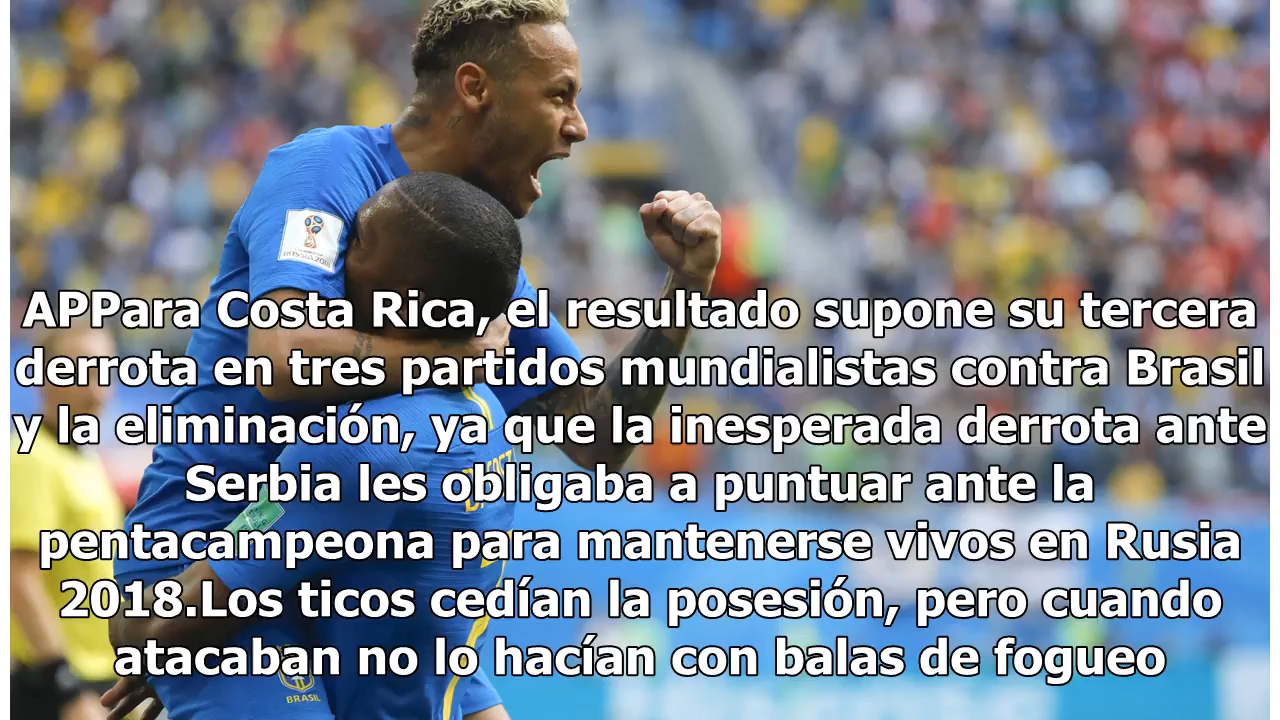 APPara Costa Rica, el resultado supone su tercera
derrota en tres partidos mundialistas contra Brasil
y la eliminación, ya que la inesperada derrota ante
Serbia les obligaba a puntuar ante la
pentacampeona para mantenerse vivos en Rusia
2018.Los ticos cedían la posesión, pero cuando
atacaban no lo hacían con balas de fogueo
BRASIL